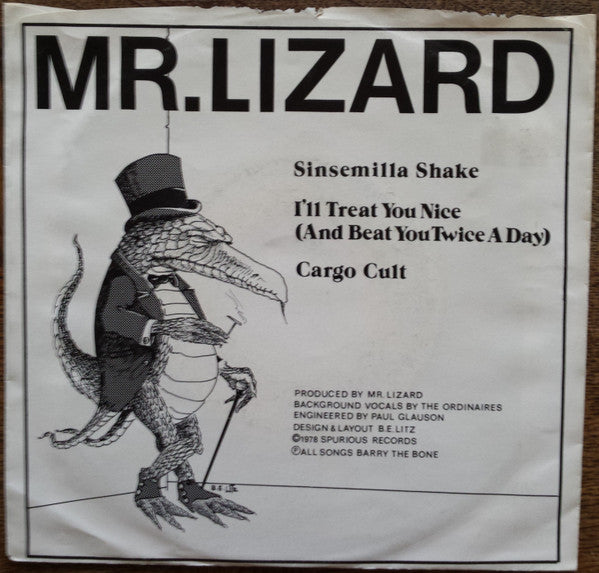 MR.LIZARD
Sinsemilla Shake
I'll Treat You Nice
(And Beat You Twice A Day)
Cargo Cult
PRODUCED BY MR. LIZARD
BACKGROUND VOCALS BY THE ORDINAIRES
ENGINEERED BY PAUL GLAUSON
DESIGN & LAYOUT B.E. LITZ
©1978 SPURIOUS RECORDS
ⓅALL SONGS BARRY THE BONE
B.E. Litz